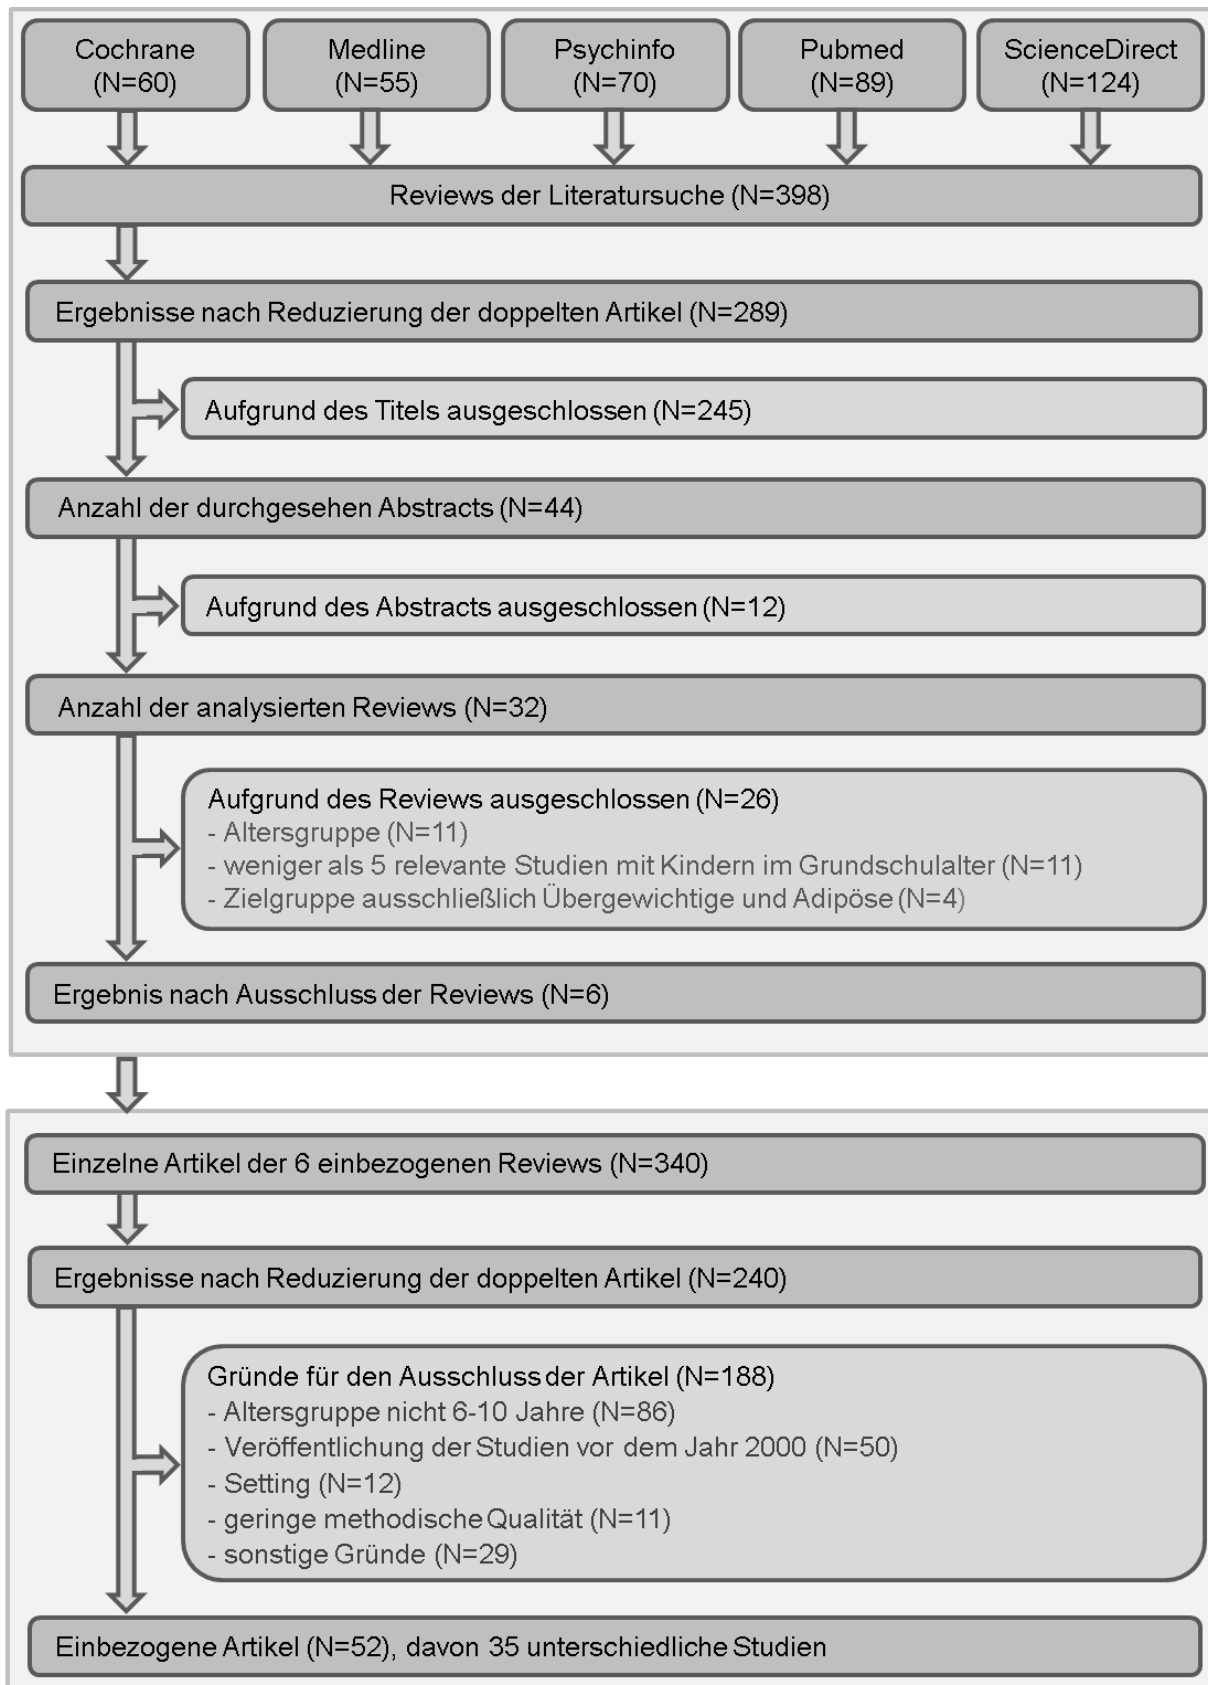 Cochrane
(N=60)
Medline
(N=55)
Psychinfo
(N=70)
Pubmed
(N=89)
ScienceDirect
(N=124)
Reviews der Literatursuche (N=398)
Ergebnisse nach Reduzierung der doppelten Artikel (N=289)
Aufgrund des Titels ausgeschlossen (N=245)
Anzahl der durchgesehen Abstracts (N=44)
Aufgrund des Abstracts ausgeschlossen (N=12)
Anzahl der analysierten Reviews (N=32)
Aufgrund des Reviews ausgeschlossen (N=26)
- Altersgruppe (N=11)
- weniger als 5 relevante Studien mit Kindern im Grundschulalter (N=11)
- Zielgruppe ausschließlich Übergewichtige und Adipöse (N=4)
Ergebnis nach Ausschluss der Reviews (N=6)
Einzelne Artikel der 6 einbezogenen Reviews (N=340)
Ergebnisse nach Reduzierung der doppelten Artikel (N=240)
Gründe für den Ausschluss der Artikel (N=188)
- Altersgruppe nicht 6-10 Jahre (N=86)
- Veröffentlichung der Studien vor dem Jahr 2000 (N=50)
- Setting (N=12)
- geringe methodische Qualität (N=11)
- sonstige Gründe (N=29)
Einbezogene Artikel (N=52), davon 35 unterschiedliche Studien